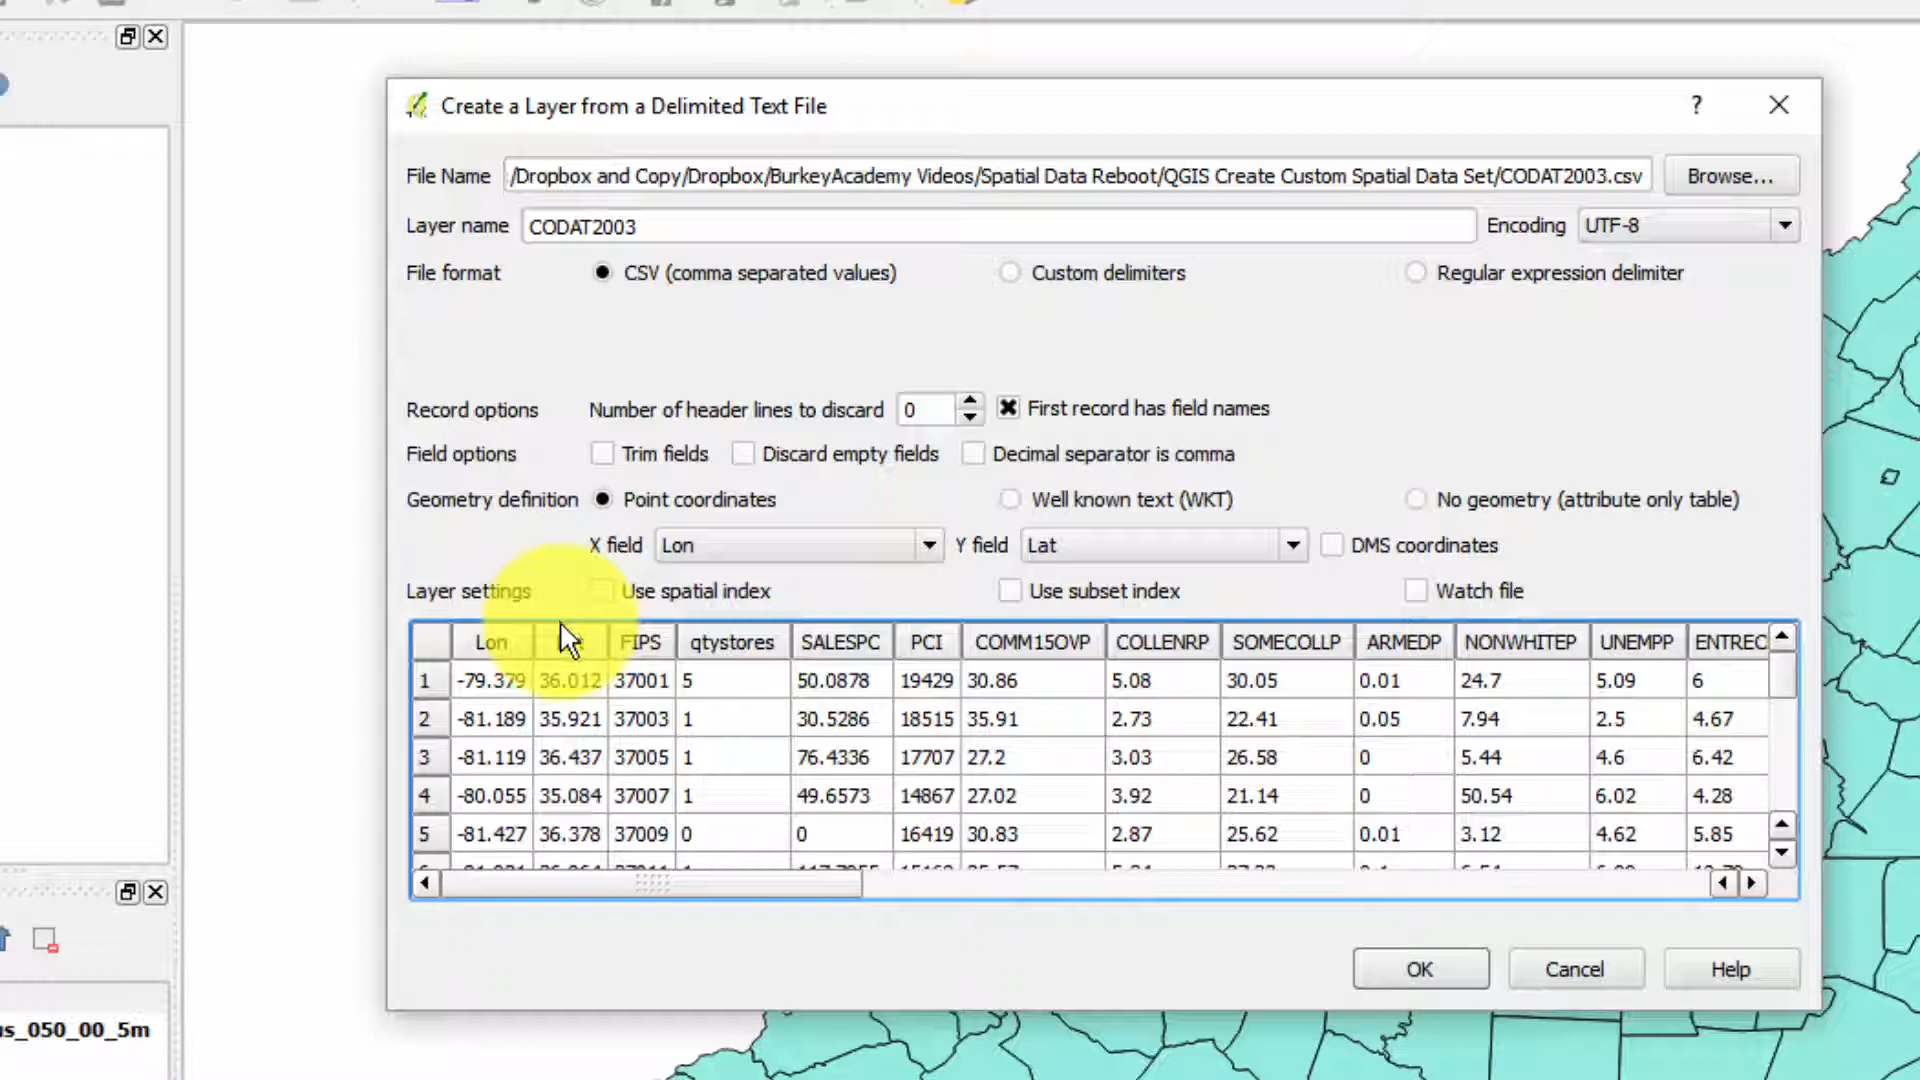 Create a Layer from a Delimited Text File ?
File Name /Dropbox and Copy/Dropbox/BurkeyAcademy Videos/Spatial Data Reboot/QGIS Create Custom Spatial Data Set/CODAT2003.csv Browse...
Layer name CODAT2003 Encoding UTF-8
File format CSV (comma separated values) Custom delimiters Regular expression delimiter
Record options Number of header lines to discard 0 First record has field names
Field options Trim fields Discard empty fields Decimal separator is comma
Geometry definition Point coordinates Well known text (WKT) No geometry (attribute only table)
X field Lon Y field Lat DMS coordinates
Layer settings Use spatial index Use subset index Watch file
Lon FIPS qtystores SALESPC PCI COMM15OVP COLLENRP SOMECOLLP ARMEDP NONWHITEP UNEMPP ENTREC
1 -79.379 36.012 37001 5 50.0878 19429 30.86 5.08 30.05 0.01 24.7 5.09 6
2 -81.189 35.921 37003 1 30.5286 18515 35.91 2.73 22.41 0.05 7.94 2.5 4.67
3 -81.119 36.437 37005 1 76.4336 17707 27.2 3.03 26.58 0 5.44 4.6 6.42
4 -80.055 35.084 37007 1 49.6573 14867 27.02 3.92 21.14 0 50.54 6.02 4.28
5 -81.427 36.378 37009 0 0 16419 30.83 2.87 25.62 0.01 3.12 4.62 5.85
OK Cancel Help
us_050_00_5m